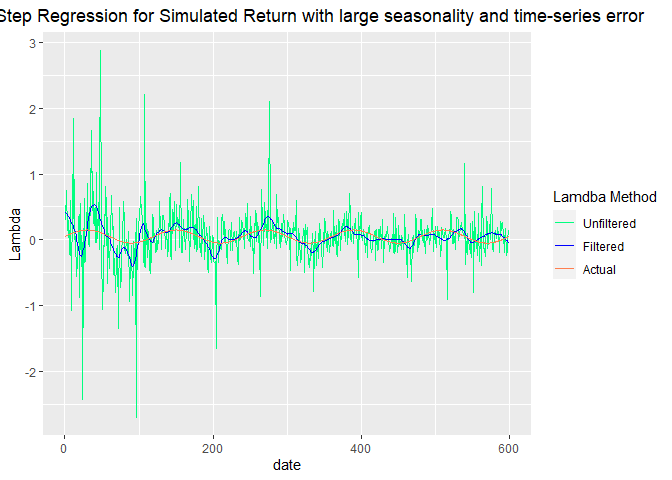 Step Regression for Simulated Return with large seasonality and time-series error
3
2
1
0
-1
-2
Lambda
0
200
400
600
date
Lamdba Method
Unfiltered
Filtered
Actual